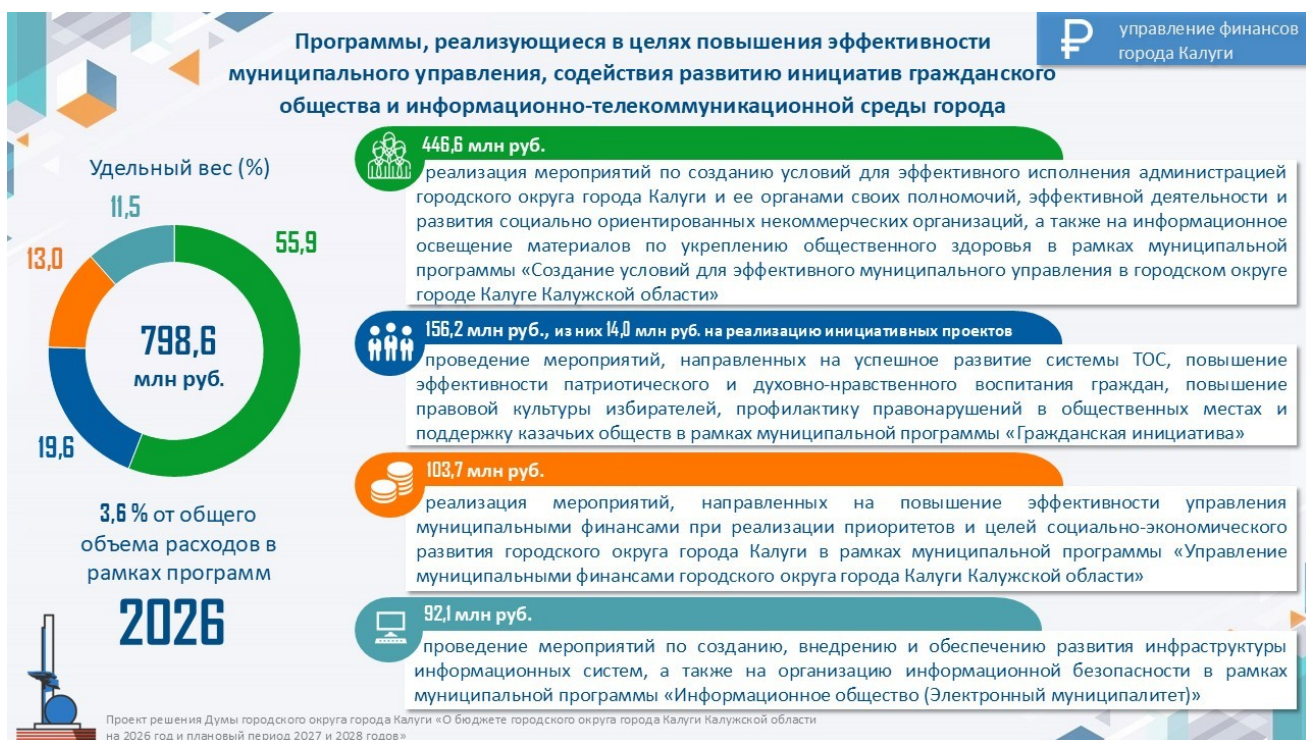 управление финансов
города Калуги
Программы, реализующиеся в целях повышения эффективности
муниципального управления, содействия развитию инициатив гражданского
общества и информационно-телекоммуникационной среды города
Удельный вес (%)
11,5
13,0
55,9
798,6
млн руб.
19,6
3,6 % от общего
объема расходов в
рамках программ
2026
446,6 млн руб.
реализация мероприятий по созданию условий для эффективного исполнения администрацией
городского округа города Калуги и ее органами своих полномочий, эффективной деятельности и
развития социально ориентированных некоммерческих организаций, а также на информационное
освещение материалов по укреплению общественного здоровья в рамках муниципальной
программы «Создание условий для эффективного муниципального управления в городском округе
городе Калуге Калужской области»
156,2 млн руб., из них 14,0 млн руб. на реализацию инициативных проектов
проведение мероприятий, направленных на успешное развитие системы ТОС, повышение
эффективности патриотического и духовно-нравственного воспитания граждан, повышение
правовой культуры избирателей, профилактику правонарушений в общественных местах и
поддержку казачьих обществ в рамках муниципальной программы «Гражданская инициатива»
103,7 млн руб.
реализация мероприятий, направленных на повышение эффективности управления
муниципальными финансами при реализации приоритетов и целей социально-экономического
развития городского округа города Калуги в рамках муниципальной программы «Управление
муниципальными финансами городского округа города Калуги Калужской области»
92,1 млн руб.
проведение мероприятий по созданию, внедрению и обеспечению развития инфраструктуры
информационных систем, а также на организацию информационной безопасности в рамках
муниципальной программы «Информационное общество (Электронный муниципалитет)»
Проект решения Думы городского округа города Калуги «О бюджете городского округа города Калуги Калужской области
на 2026 год и плановый период 2027 и 2028 годов»